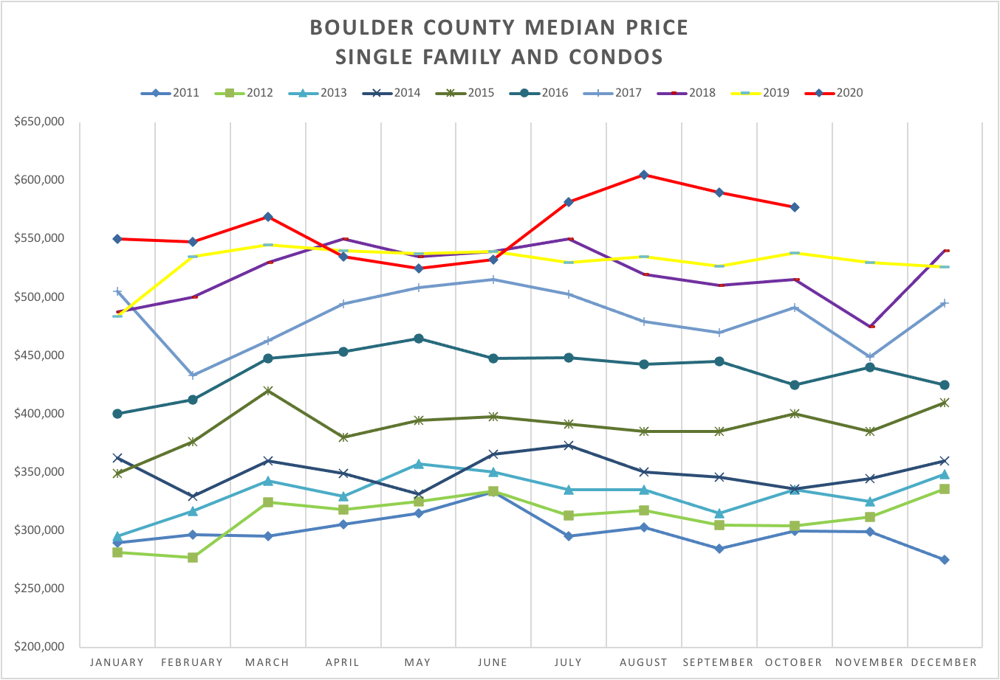 BOULDER COUNTY MEDIAN PRICE
SINGLE FAMILY AND CONDOS
2011 2012 2013 2014 2015 2016 2017 2018 2019 2020
$650,000
$600,000
$550,000
$500,000
$450,000
$400,000
$350,000
$300,000
$250,000
$200,000
JANUARY FEBRUARY MARCH APRIL MAY JUNE JULY AUGUST SEPTEMBER OCTOBER NOVEMBER DECEMBER